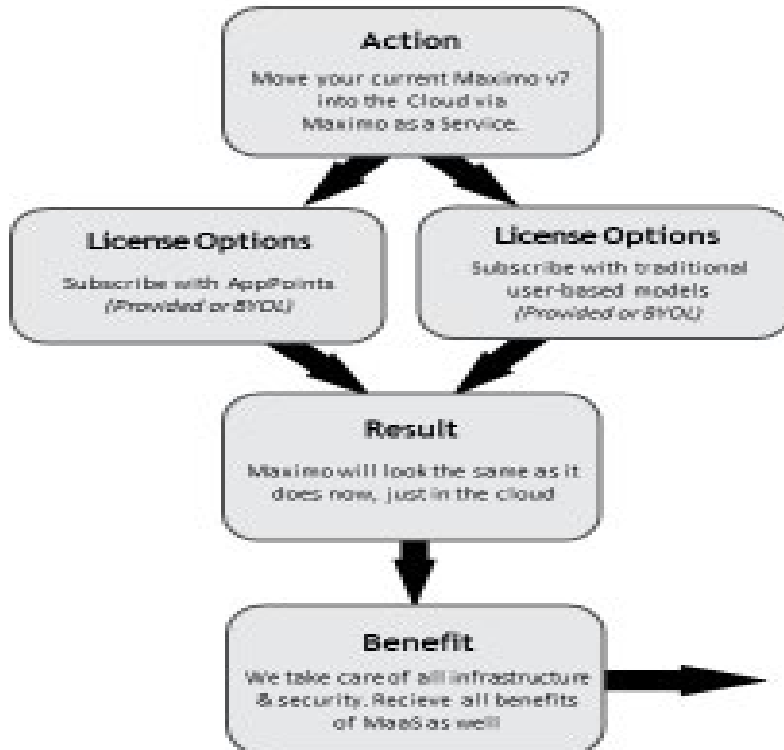 Action
Move your current Maximo v7
into the Cloud via
Maximo as a Service.
License Options
Subscribe with AppPoints
(Provided or BYOL)
License Options
Subscribe with traditional
user-based models
(Provided or BYOL)
Result
Maximo will look the same as it
does now, just in the cloud
Benefit
We take care of all infrastructure
& security. Recieve all benefits
of MaaS as well